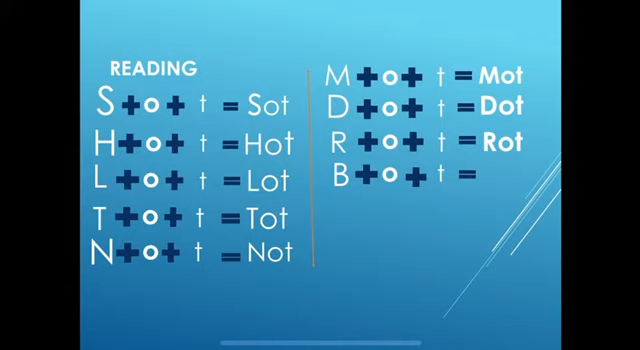 READING
S + o + t = Sot
H + o + t = Hot
L + o + t = Lot
T + o + t = Tot
N + o + t = Not
M + o + t = Mot
D + o + t = Dot
R + o + t = Rot
B + o + t =